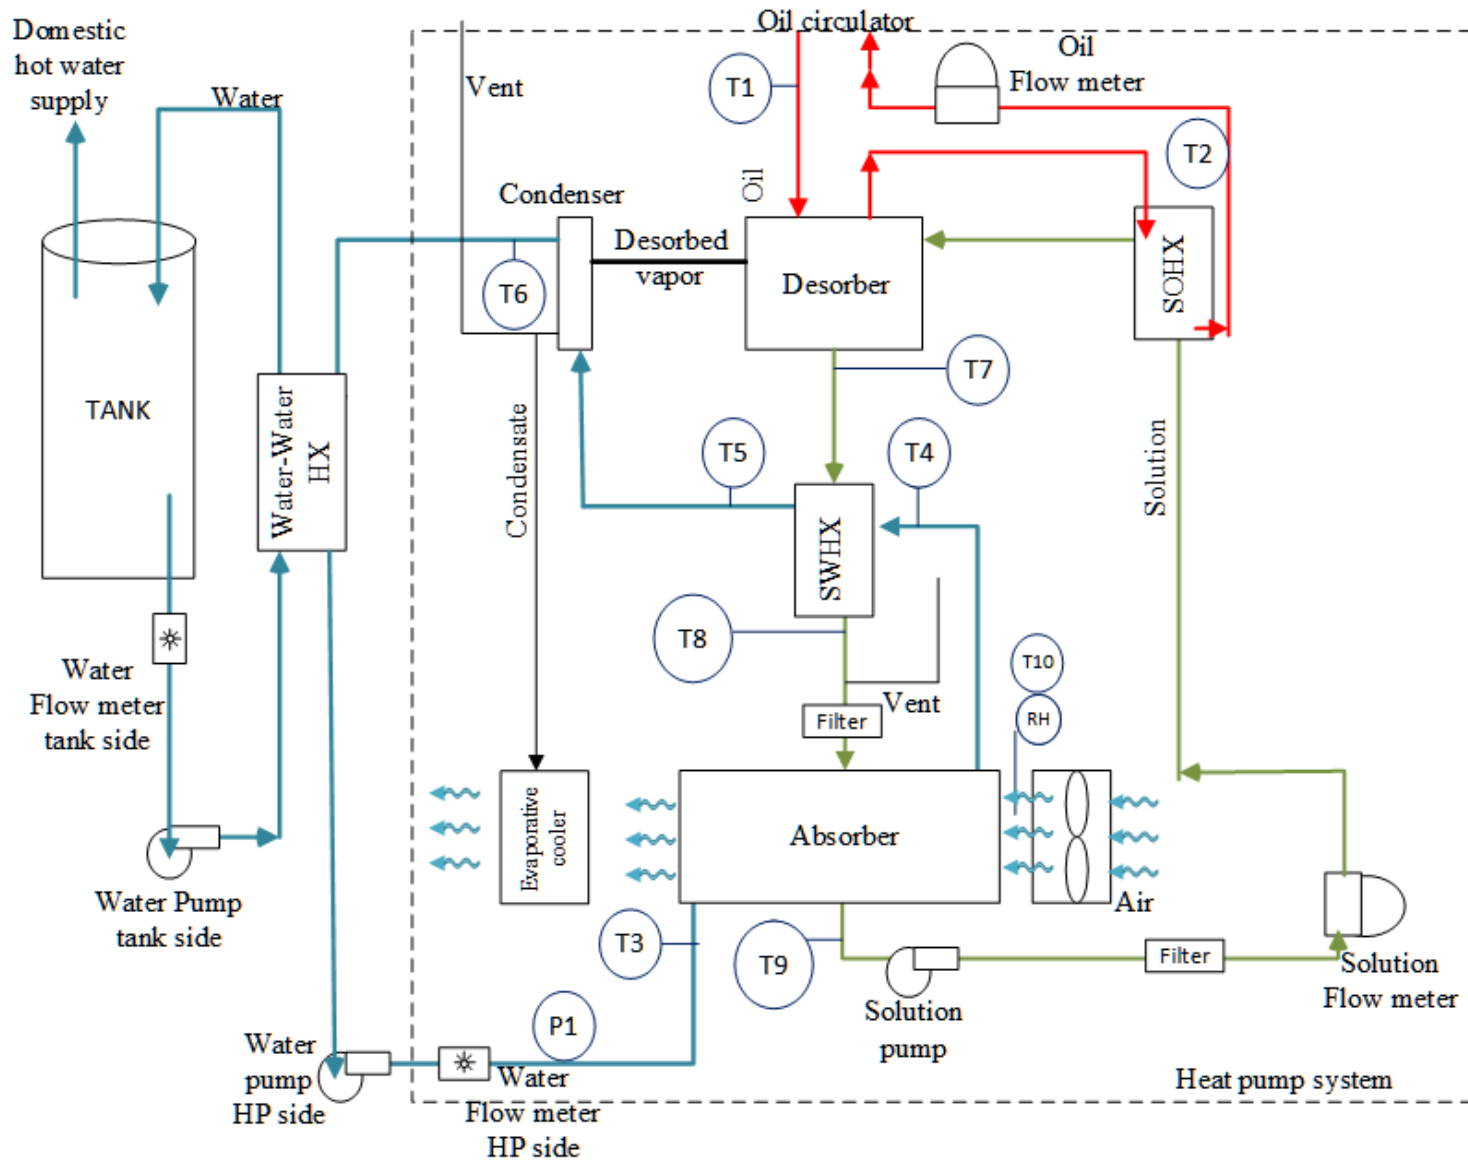 Domestic
hot water
supply
Water
Vent
Oil circulator
Oil
Flow meter
T1
T2
Oil
Condenser
Desorbed
vapor
Desorber
SOHX
T6
T7
TANK
Water-Water
HX
Condensate
T5
T4
Solution
SWHX
T8
T10
RH
Vent
Filter
Water
Flow meter
tank side
Evaporative
cooler
Absorber
Air
Water Pump
tank side
T3
T9
Filter
Solution
Flow meter
Solution
pump
P1
Water
pump
HP side
Water
Flow meter
HP side
Heat pump system